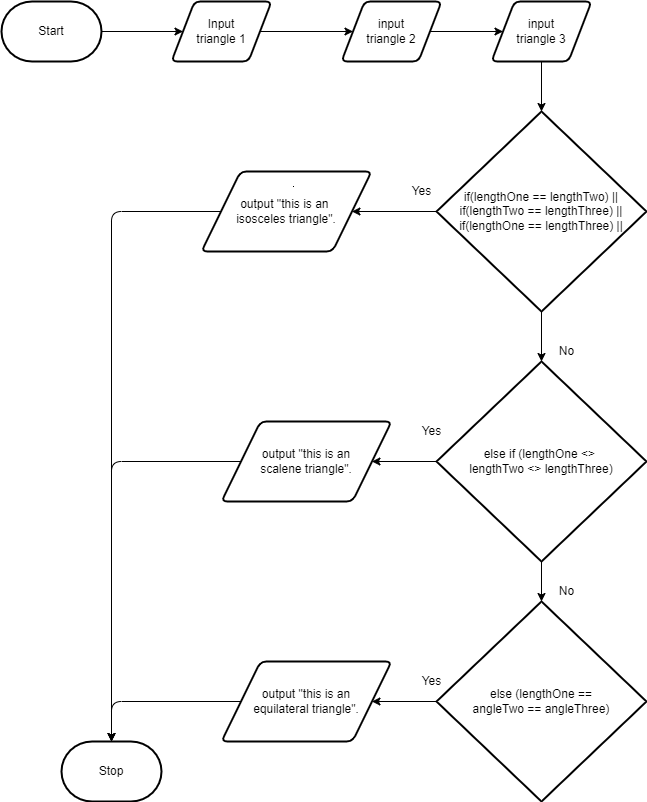 Start
Input
triangle 1
input
triangle 2
input
triangle 3
if(lengthOne == lengthTwo) ||
if(lengthTwo == lengthThree) ||
if(lengthOne == lengthThree) ||
Yes
.
output "this is an
isosceles triangle".
No
else if (lengthOne <>
lengthTwo <> lengthThree)
Yes
output "this is an
scalene triangle".
No
else (lengthOne ==
angleTwo == angleThree)
Yes
output "this is an
equilateral triangle".
Stop